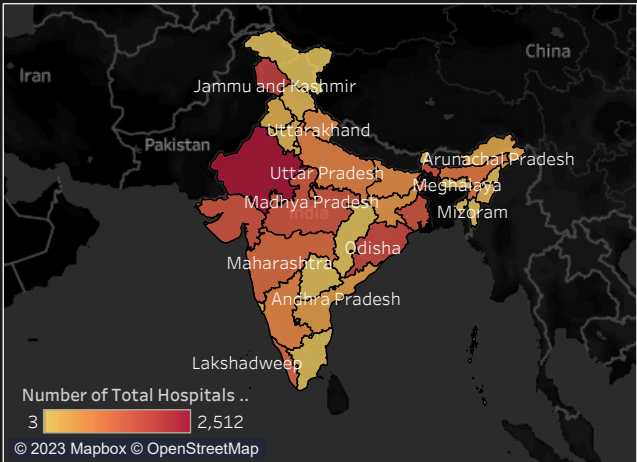 China
Iran
Jammu and Kashmir
Uttarakhand
Pakistan
Arunachal Pradesh
Uttar Pradesh
Meghalaya
Madhya Pradesh
Mizoram
India
Odisha
Maharashtra
Andhra Pradesh
Lakshadweep
Number of Total Hospitals ..
3 2,512
© 2023 Mapbox © OpenStreetMap